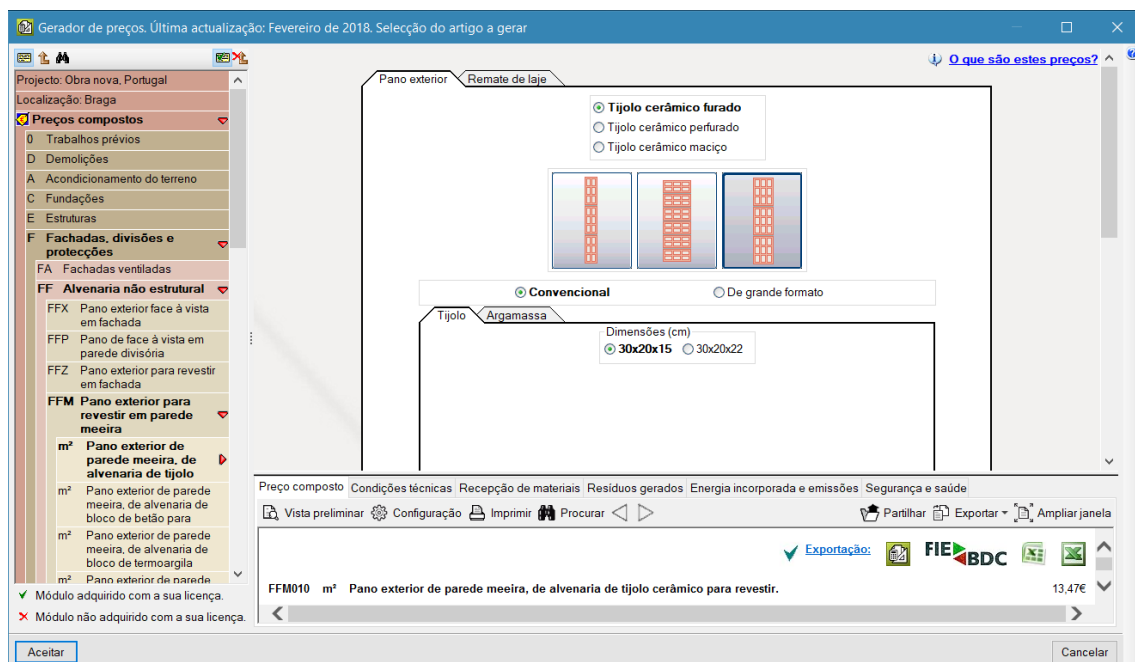 Gerador de preços. Última actualização: Fevereiro de 2018. Selecção do artigo a gerar
Projecto: Obra nova, Portugal
Localização: Braga
Preços compostos
0 Trabalhos prévios
D Demolições
A Acondicionamento do terreno
C Fundações
E Estruturas
F Fachadas, divisões e
protecções
FA Fachadas ventiladas
FF Alvenaria não estrutural
FFX Pano exterior face à vista
em fachada
FFP Pano de face à vista em
parede divisória
FFZ Pano exterior para revestir
em fachada
FFM Pano exterior para
revestir em parede
meeira
m² Pano exterior de
parede meeira, de
alvenaria de tijolo
m² Pano exterior de parede
meeira, de alvenaria de
bloco de betão para
m² Pano exterior de parede
meeira, de alvenaria de
bloco de termoargila
m² Pano exterior de parede
Módulo adquirido com a sua licença.
Módulo não adquirido com a sua licença.
O que são estes preços?
Pano exterior Remate de laje
Tijolo cerâmico furado
Tijolo cerâmico perfurado
Tijolo cerâmico maciço
Convencional De grande formato
Tijolo Argamassa
Dimensões (cm)
30x20x15 30x20x22
Preço composto Condições técnicas Recepção de materiais Resíduos gerados Energia incorporada e emissões Segurança e saúde
Vista preliminar Configuração Imprimir Procurar Partilhar Exportar Ampliar janela
Exportação: FIE BDC
FFM010 m² Pano exterior de parede meeira, de alvenaria de tijolo cerâmico para revestir. 13,47€
Aceitar Cancelar